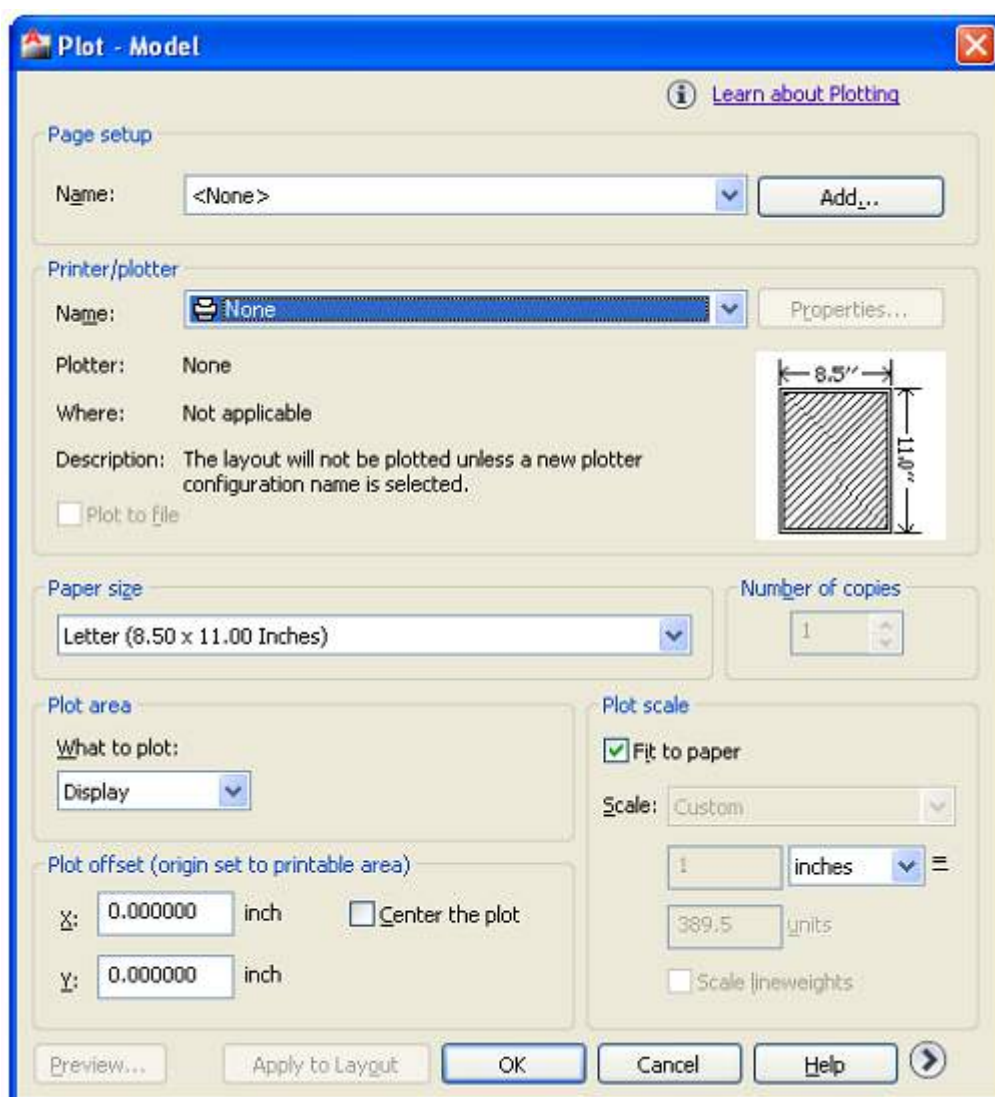 Plot - Model
Learn about Plotting
Page setup
Name: <None> Add...
Printer/plotter
Name: None Properties...
Plotter: None
Where: Not applicable
Description: The layout will not be plotted unless a new plotter
configuration name is selected.
Plot to file
8.5″
11.0″
Paper size
Letter (8.50 x 11.00 Inches)
Number of copies
1
Plot area
What to plot:
Display
Plot scale
Fit to paper
Scale: Custom
1 inches =
389.5 units
Scale lineweights
Plot offset (origin set to printable area)
X: 0.000000 inch Center the plot
Y: 0.000000 inch
Preview... Apply to Layout OK Cancel Help